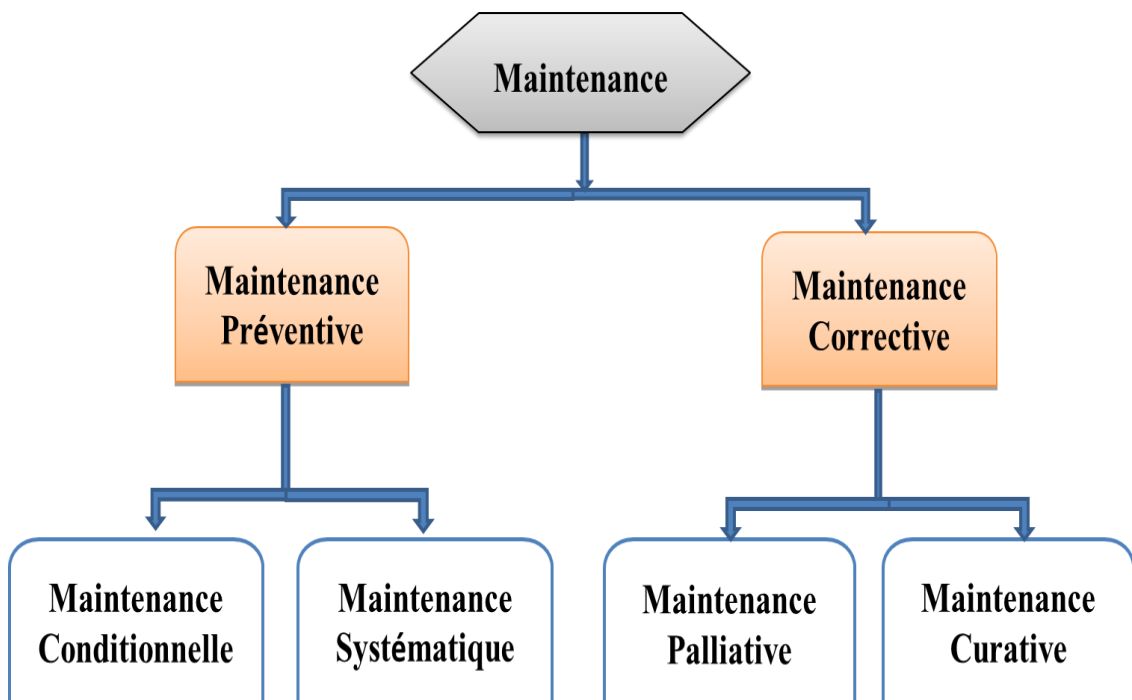 Maintenance
Maintenance
Préventive
Maintenance
Corrective
Maintenance
Conditionnelle
Maintenance
Systématique
Maintenance
Palliative
Maintenance
Curative